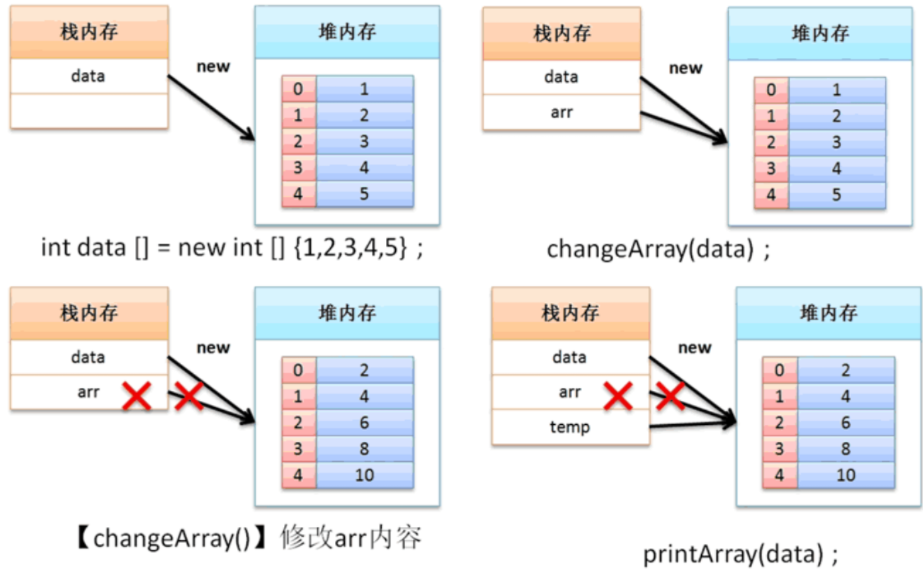 栈内存
堆内存
data
new
0 1
1 2
2 3
3 4
4 5
int data [] = new int [] {1,2,3,4,5} ;
栈内存
堆内存
data
arr
new
0 1
1 2
2 3
3 4
4 5
changeArray(data) ;
栈内存
堆内存
data
arr
new
0 2
1 4
2 6
3 8
4 10
【changeArray()】修改arr内容
栈内存
堆内存
data
arr
temp
new
0 2
1 4
2 6
3 8
4 10
printArray(data) ;